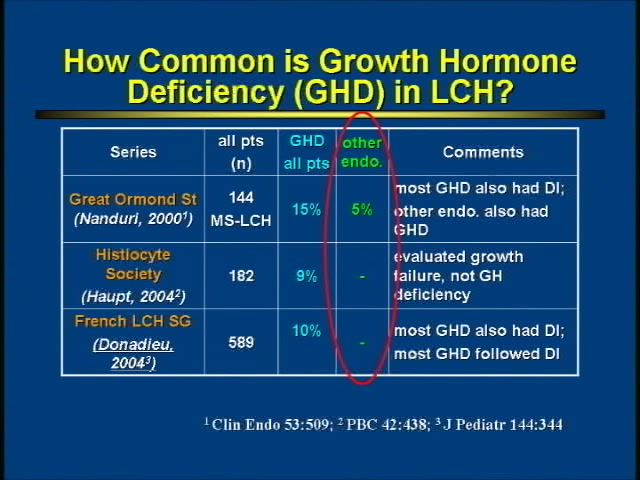 How Common is Growth Hormone
Deficiency (GHD) in LCH?
Series
all pts
(n)
GHD
all pts
other
endo.
Comments
Great Ormond St
(Nanduri, 2000¹)
144
MS-LCH
15%
5%
most GHD also had DI;
other endo. also had
GHD
Histiocyte
Society
(Haupt, 2004²)
182
9%
-
evaluated growth
failure, not GH
deficiency
French LCH SG
(Donadieu,
2004³)
589
10%
-
most GHD also had DI;
most GHD followed DI
¹ Clin Endo 53:509; ² PBC 42:438; ³ J Pediatr 144:344